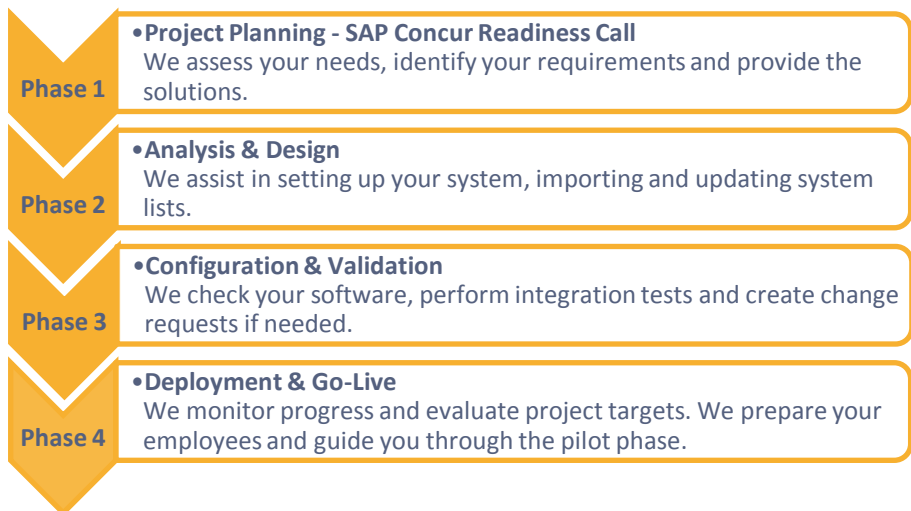 Phase 1
•Project Planning - SAP Concur Readiness Call
We assess your needs, identify your requirements and provide the
solutions.
Phase 2
•Analysis & Design
We assist in setting up your system, importing and updating system
lists.
Phase 3
•Configuration & Validation
We check your software, perform integration tests and create change
requests if needed.
Phase 4
•Deployment & Go-Live
We monitor progress and evaluate project targets. We prepare your
employees and guide you through the pilot phase.